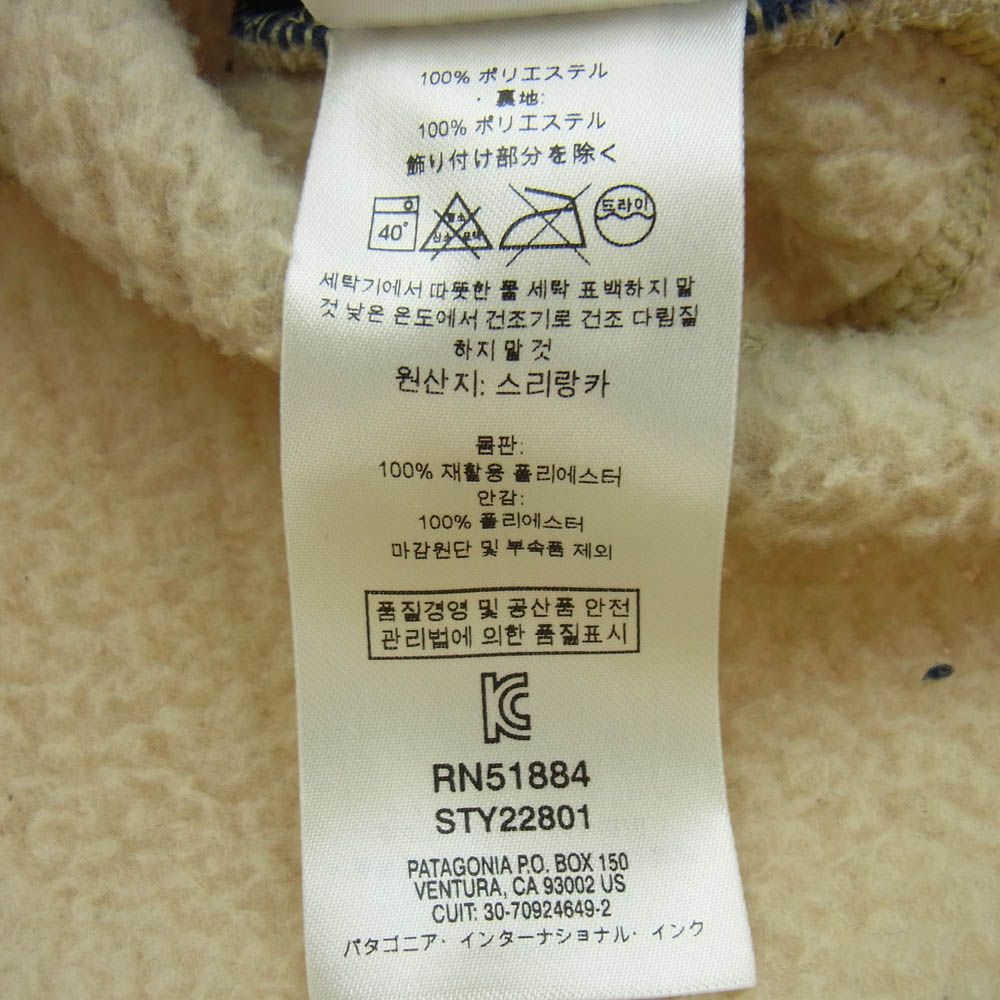 100% ポリエステル
・裏地:
100% ポリエステル
飾り付け部分を除く
40° 드라이
세탁기에서 따뜻한 물 세탁 표백하지 말
것 낮은 온도에서 건조기로 건조 다림질
하지 말 것
원산지: 스리랑카
몸판:
100% 재활용 폴리에스터
안감:
100% 폴리에스터
마감원단 및 부속품 제외
품질경영 및 공산품 안전
관리법에 의한 품질표시
KC
RN51884
STY22801
PATAGONIA P.O. BOX 150
VENTURA, CA 93002 US
CUIT: 30-70924649-2
パタゴニア・インターナショナル・インク